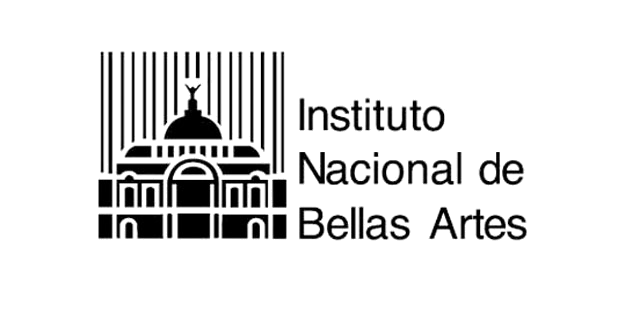 Instituto
Nacional de
Bellas Artes